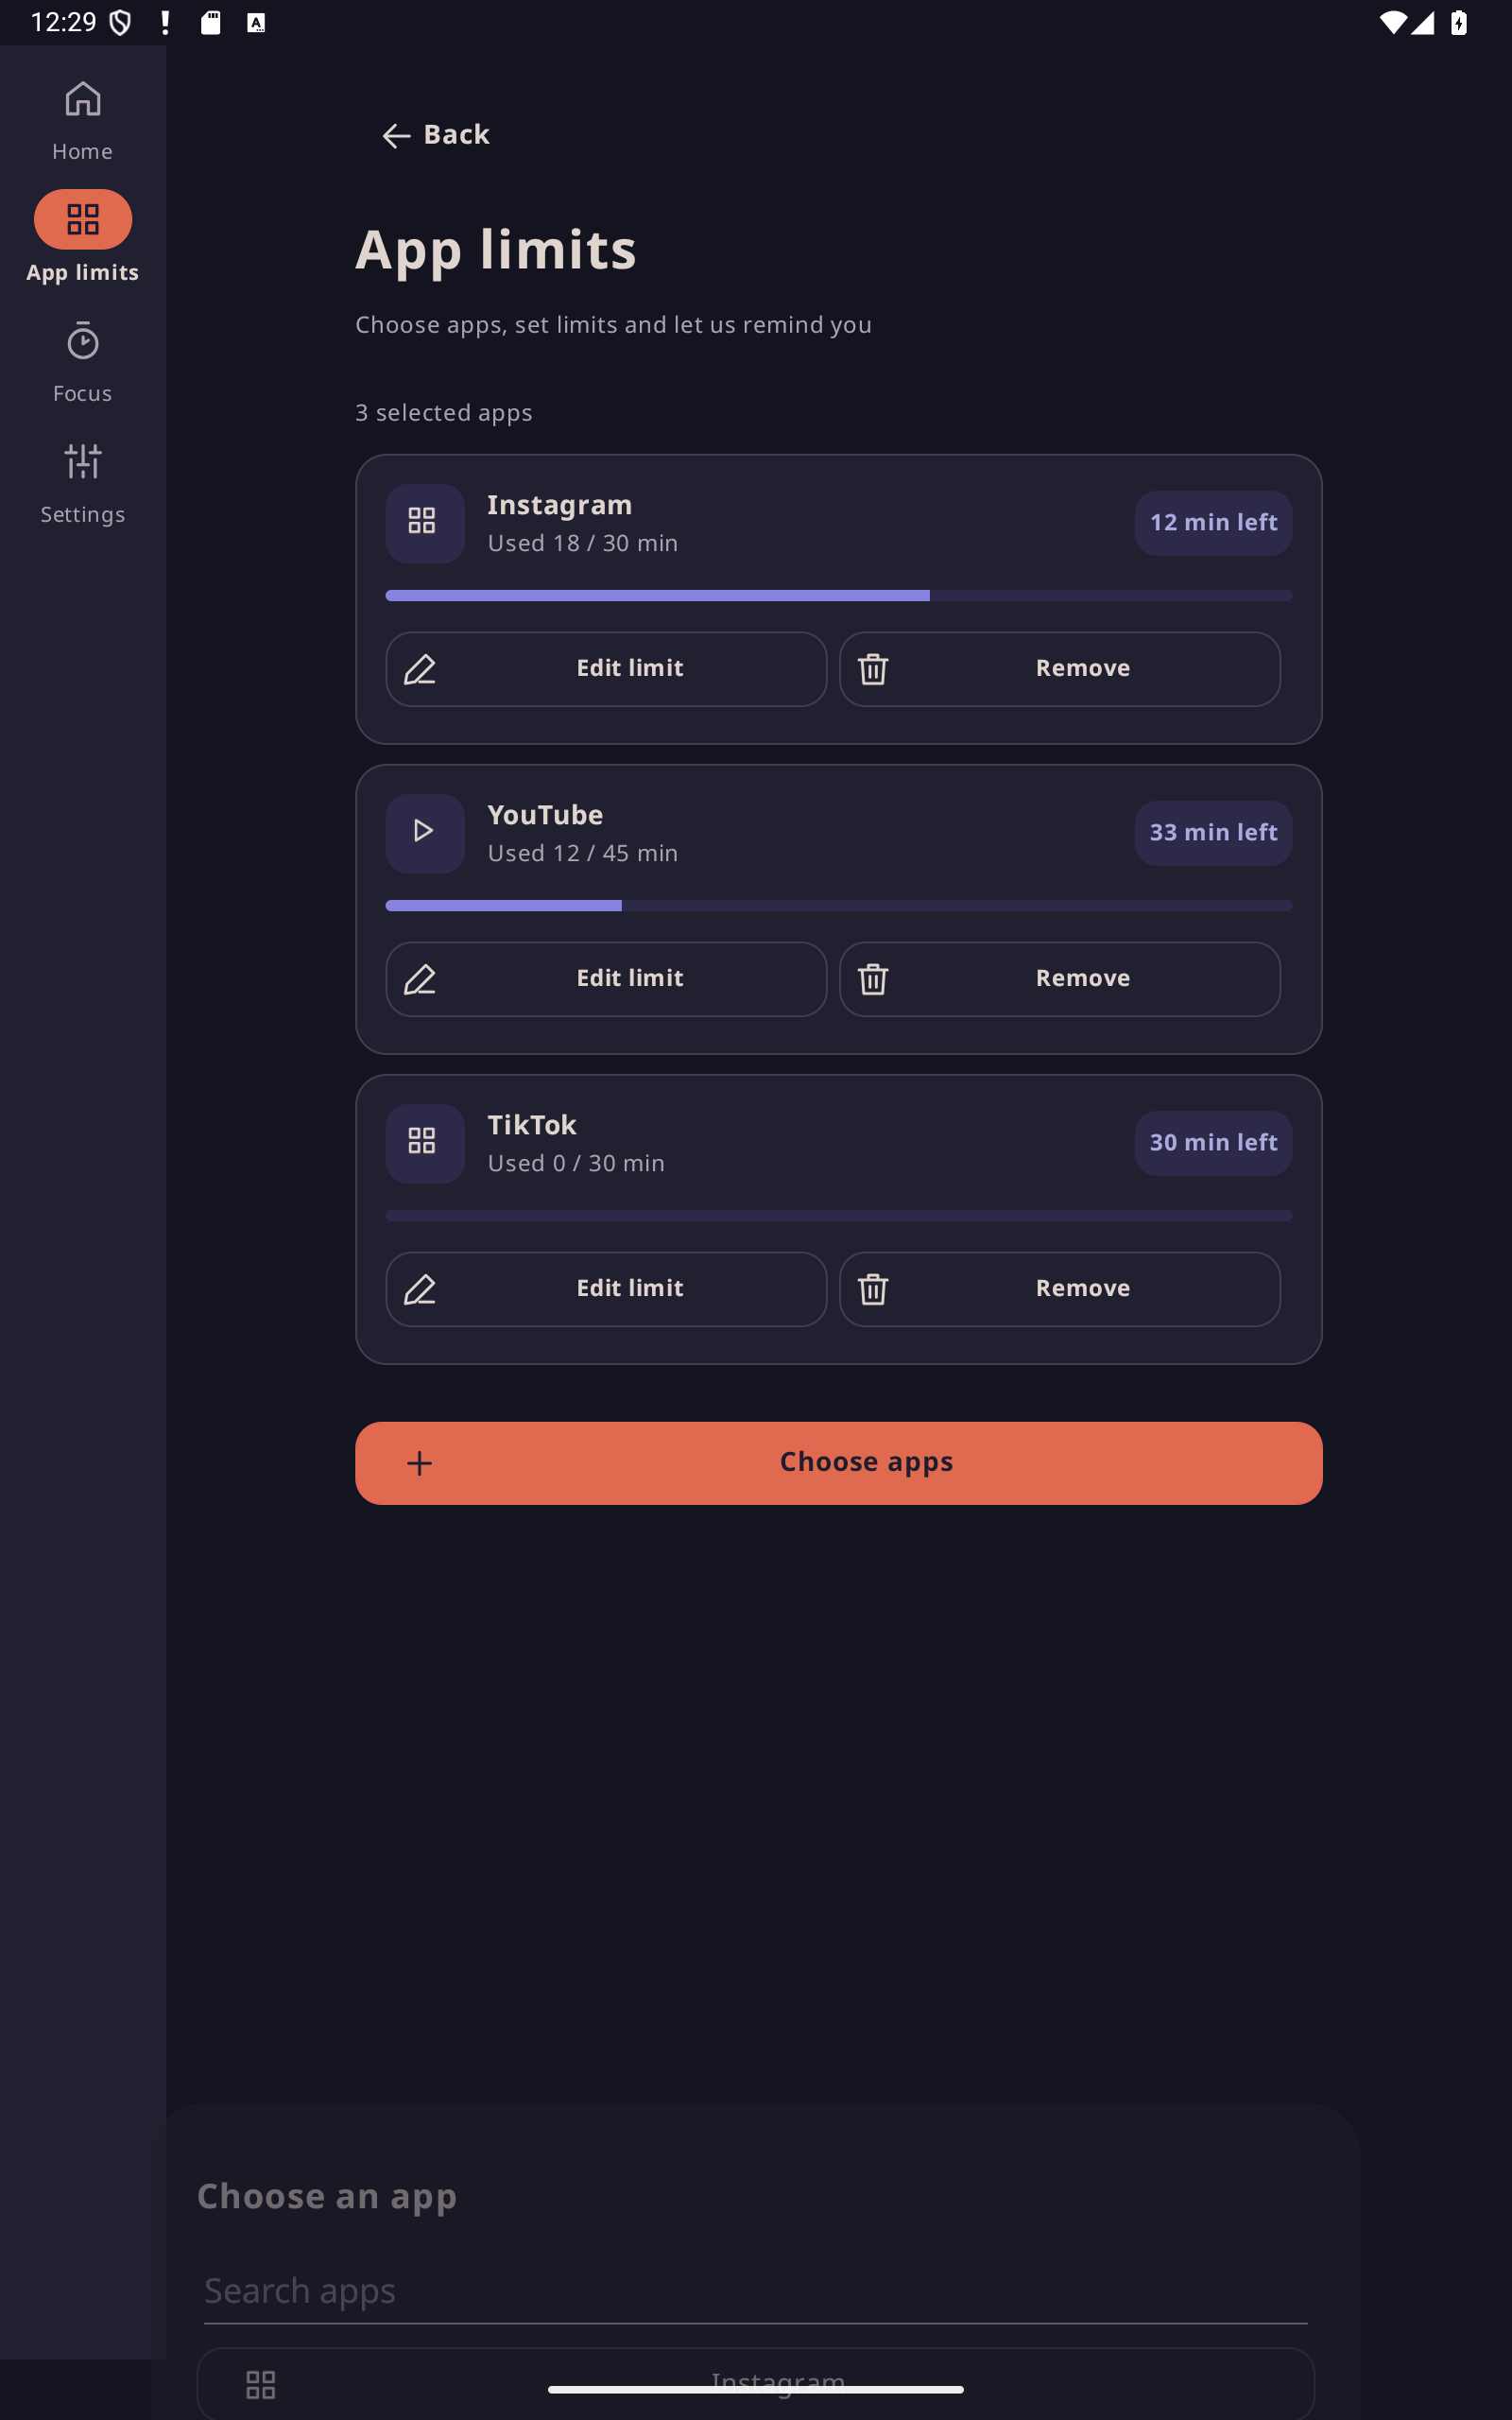 12:29
Home
App limits
Focus
Settings
Back
App limits
Choose apps, set limits and let us remind you
3 selected apps
Instagram
Used 18 / 30 min
12 min left
Edit limit
Remove
YouTube
Used 12 / 45 min
33 min left
Edit limit
Remove
TikTok
Used 0 / 30 min
30 min left
Edit limit
Remove
Choose apps
Choose an app
Search apps
Instagram